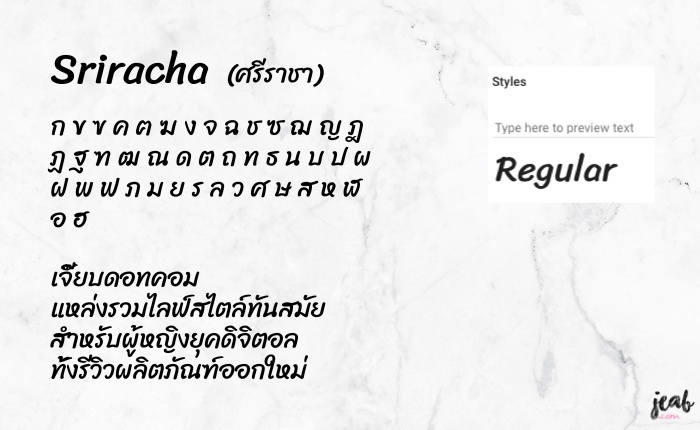 Sriracha (ศรีราชา)
ก ข ฃ ค ฅ ฆ ง จ ฉ ช ซ ฌ ญ ฎ
ฏ ฐ ฑ ฒ ณ ด ต ถ ท ธ น บ ป ผ
ฝ พ ฟ ภ ม ย ร ล ว ศ ษ ส ห ฬ
อ ฮ
เจี๊ยบดอทคอม
แหล่งรวมไลฟ์สไตล์ทันสมัย
สำหรับผู้หญิงยุคดิจิตอล
ทั้งรีวิวผลิตภัณฑ์ออกใหม่
Styles
Type here to preview text
Regular
jeab
.com